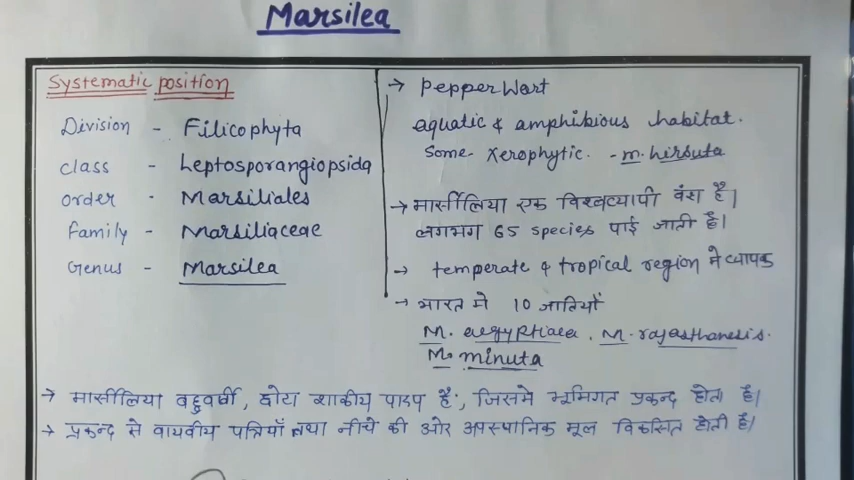 Marsilea
Systematic position
Division - Filicophyta
class - Leptosporangiopsida
order - Marsiliales
family - Marsiliaceae
Genus - Marsilea
→ Pepper Wort
aquatic & amphibious habitat.
Some- Xerophytic. - m. hirsuta
→ मार्सीलिया एक विश्वव्यापी वंश है।
लगभग 65 species पाई जाती है।
→ temperate & tropical region मे व्यापक
→ भारत मे 10 जातियाँ
M. aegyptiaca, M. rajasthanesis.
M. minuta
→ मार्सीलिया बहुवर्षी, छोटा शाकीय पादप है, जिसमे भूमिगत प्रकन्द होता है।
→ प्रकन्द से वायवीय पत्तियाँ तथा नीचे की ओर अपस्थानिक मूल विकसित होती है।